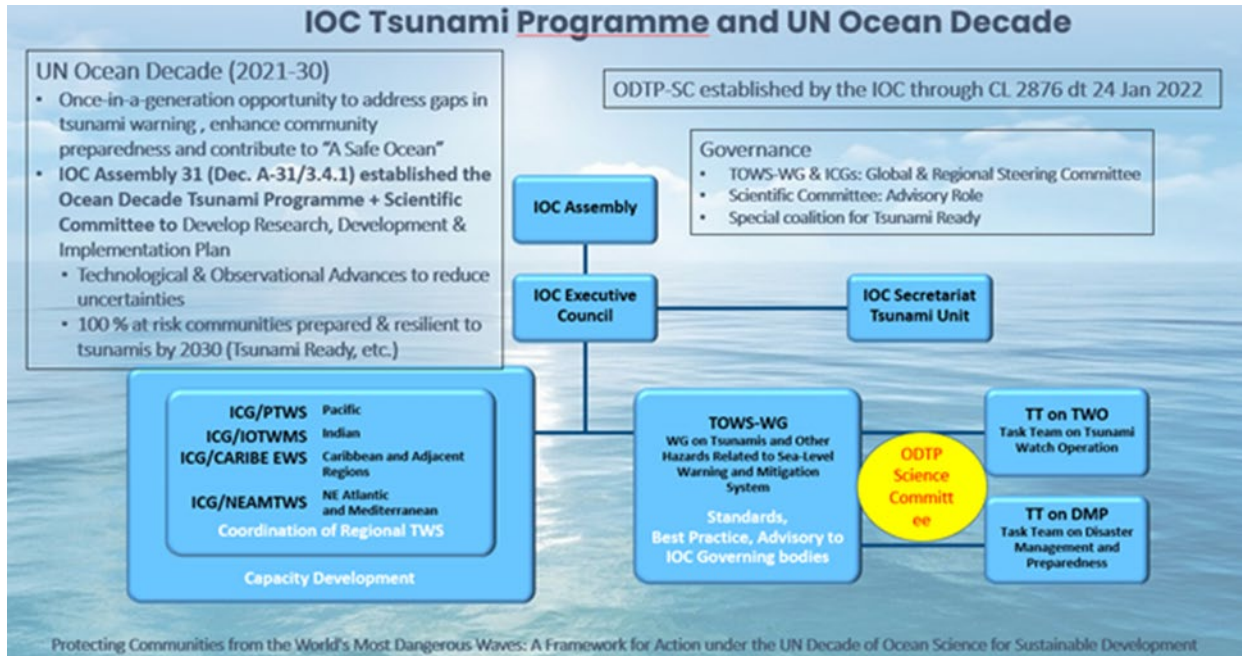 IOC Tsunami Programme and UN Ocean Decade
UN Ocean Decade (2021-30)
• Once-in-a-generation opportunity to address gaps in
tsunami warning , enhance community
preparedness and contribute to "A Safe Ocean"
• IOC Assembly 31 (Dec. A-31/3.4.1) established the
Ocean Decade Tsunami Programme + Scientific
Committee to Develop Research, Development &
Implementation Plan
• Technological & Observational Advances to reduce
uncertainties
• 100 % at risk communities prepared & resilient to
tsunamis by 2030 (Tsunami Ready, etc.)
ODTP-SC established by the IOC through CL 2876 dt 24 Jan 2022
Governance
• TOWS-WG & ICGs: Global & Regional Steering Committee
• Scientific Committee: Advisory Role
• Special coalition for Tsunami Ready
IOC Assembly
IOC Executive
Council
IOC Secretariat
Tsunami Unit
ICG/PTWS Pacific
ICG/IOTWMS Indian
ICG/CARIBE EWS Caribbean and Adjacent
Regions
ICG/NEAMTWS NE Atlantic
and Mediterranean
Coordination of Regional TWS
Capacity Development
TOWS-WG
WG on Tsunamis and Other
Hazards Related to Sea-Level
Warning and Mitigation
System
Standards,
Best Practice, Advisory to
IOC Governing bodies
ODTP
Science
Committ
ee
TT on TWO
Task Team on Tsunami
Watch Operation
TT on DMP
Task Team on Disaster
Management and
Preparedness
Protecting Communities from the World's Most Dangerous Waves: A Framework for Action under the UN Decade of Ocean Science for Sustainable Development